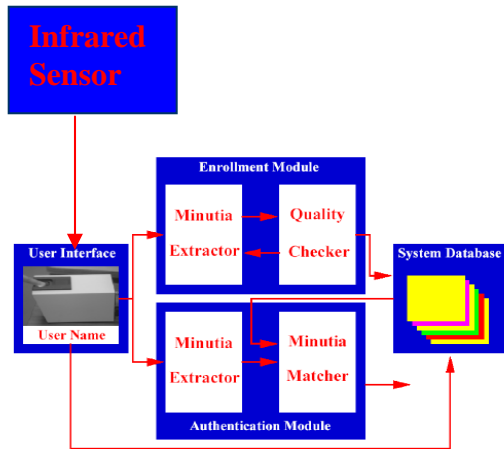 Infrared
Sensor
Enrollment Module
Minutia
Extractor
Quality
Checker
User Interface
User Name
System Database
Minutia
Extractor
Minutia
Matcher
Authentication Module